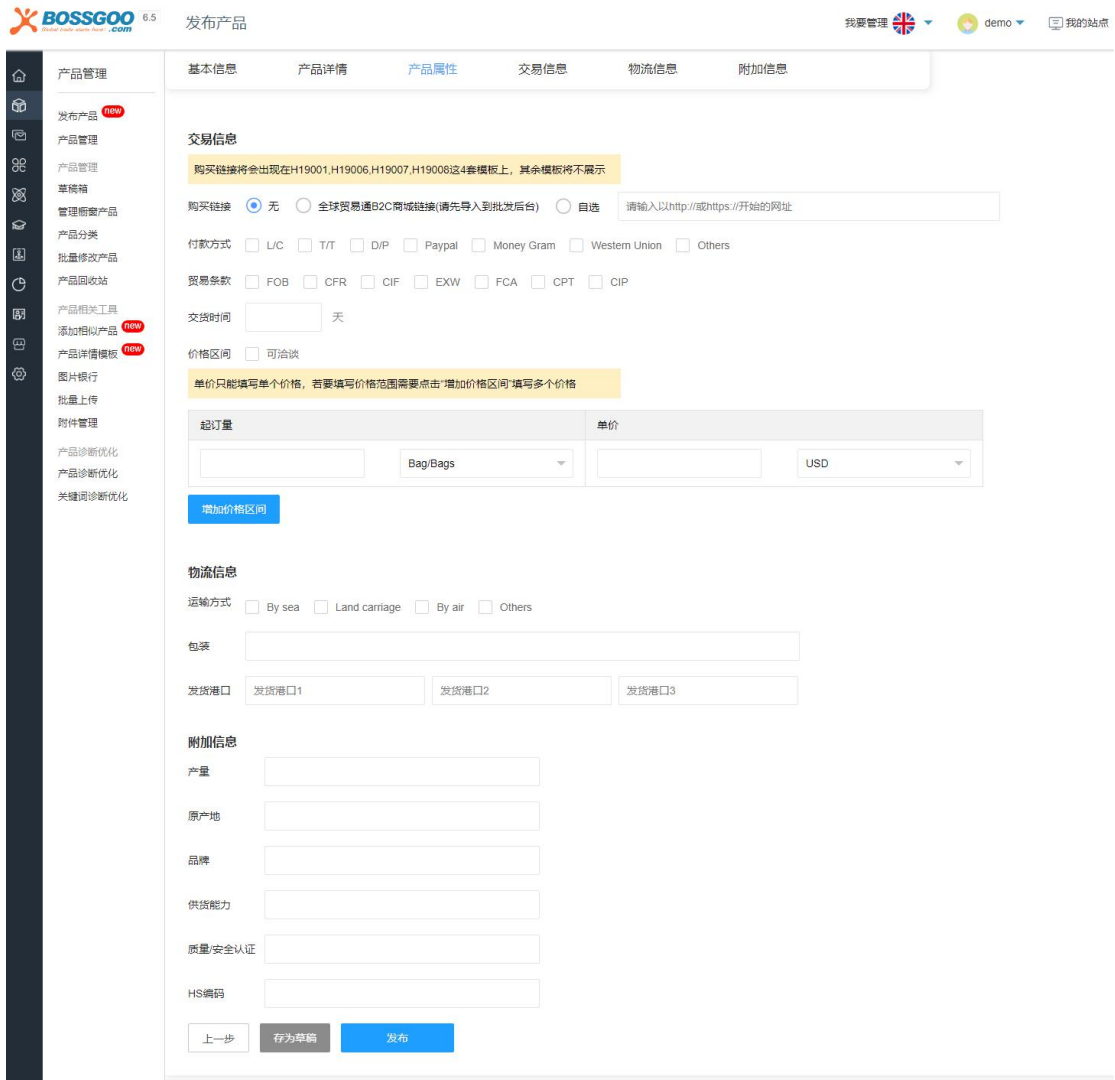 BOSSGOO 6.5
Global trade starts here! .com
发布产品
我要管理
demo
我的站点
产品管理
发布产品 new
产品管理
产品管理
草稿箱
管理橱窗产品
产品分类
批量修改产品
产品回收站
产品相关工具
添加相似产品 new
产品详情模板 new
图片银行
批量上传
附件管理
产品诊断优化
产品诊断优化
关键词诊断优化
基本信息 产品详情 产品属性 交易信息 物流信息 附加信息
交易信息
购买链接将会出现在H19001,H19006,H19007,H19008这4套模板上，其余模板将不展示
购买链接 无 全球贸易通B2C商城链接(请先导入到批发后台) 自选 请输入以http://或https://开始的网址
付款方式 L/C T/T D/P Paypal Money Gram Western Union Others
贸易条款 FOB CFR CIF EXW FCA CPT CIP
交货时间 天
价格区间 可洽谈
单价只能填写单个价格，若要填写价格范围需要点击“增加价格区间”填写多个价格
起订量 单价
Bag/Bags USD
增加价格区间
物流信息
运输方式 By sea Land carriage By air Others
包装
发货港口 发货港口1 发货港口2 发货港口3
附加信息
产量
原产地
品牌
供货能力
质量/安全认证
HS编码
上一步 存为草稿 发布